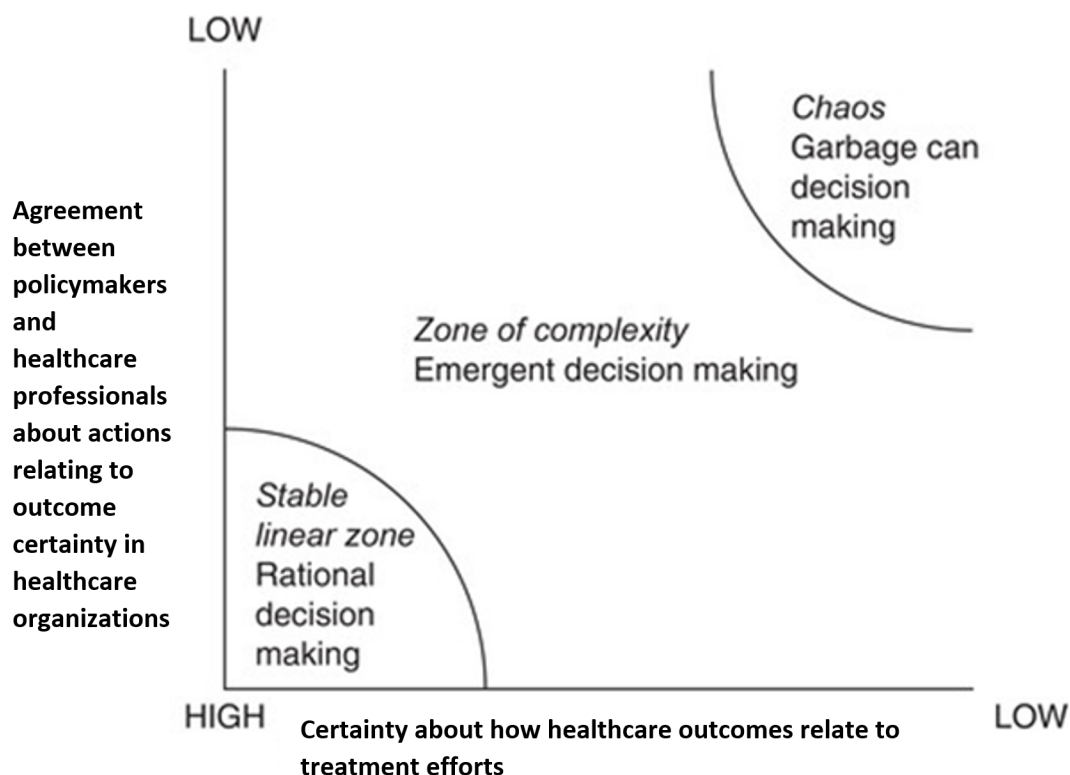 LOW
Chaos
Garbage can
decision
making
Agreement
between
policymakers
and
healthcare
professionals
about actions
relating to
outcome
certainty in
healthcare
organizations
Zone of complexity
Emergent decision making
Stable
linear zone
Rational
decision
making
HIGH
LOW
Certainty about how healthcare outcomes relate to
treatment efforts